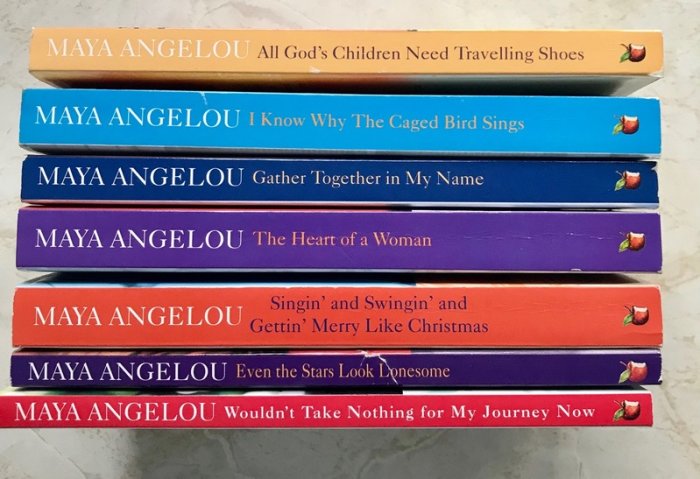 MAYA ANGELOU All God's Children Need Travelling Shoes
MAYA ANGELOU I Know Why The Caged Bird Sings
MAYA ANGELOU Gather Together in My Name
MAYA ANGELOU The Heart of a Woman
MAYA ANGELOU Singin' and Swingin' and
Gettin' Merry Like Christmas
MAYA ANGELOU Even the Stars Look Lonesome
MAYA ANGELOU Wouldn't Take Nothing for My Journey Now